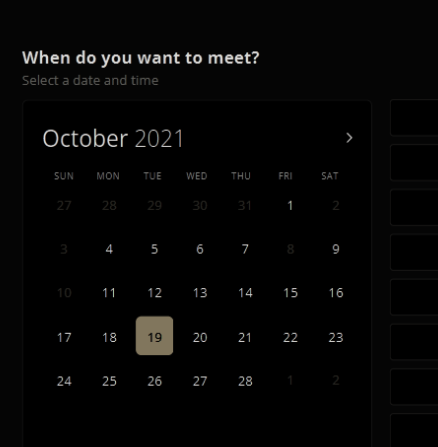 When do you want to meet?
Select a date and time
October 2021
SUN MON TUE WED THU FRI SAT
27 28 29 30 31 1 2
3 4 5 6 7 8 9
10 11 12 13 14 15 16
17 18 19 20 21 22 23
24 25 26 27 28 1 2